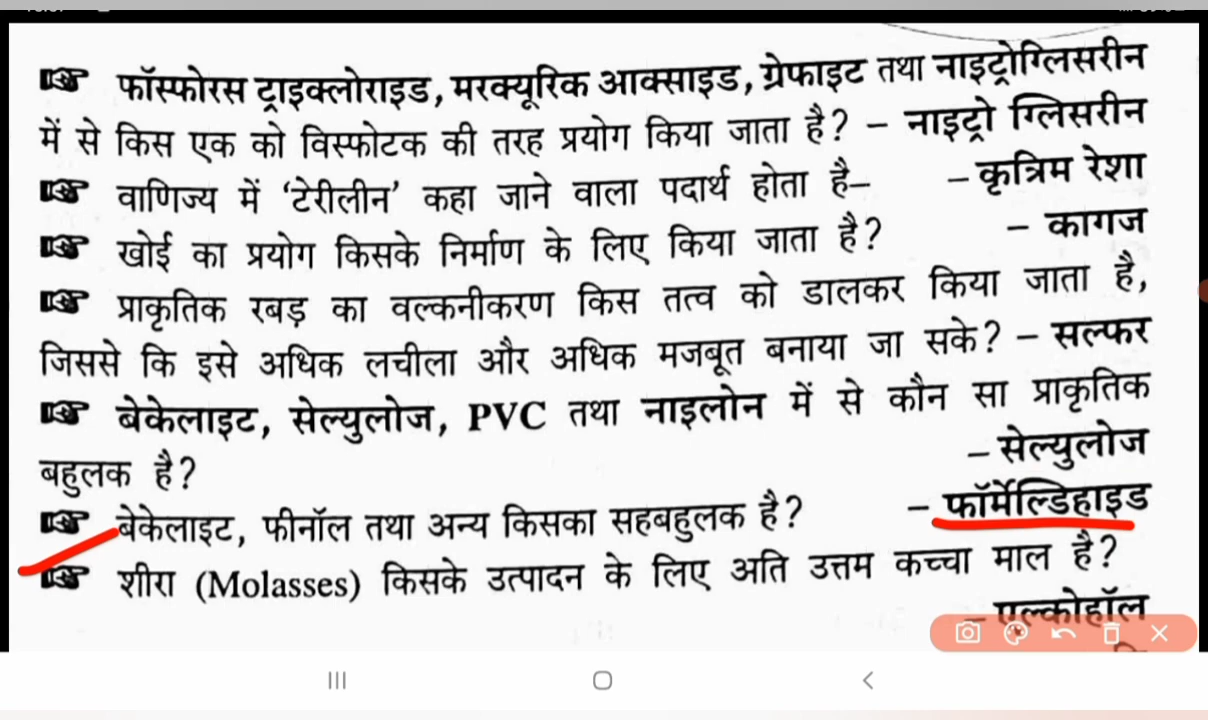 ☞ फॉस्फोरस ट्राइक्लोराइड, मरक्यूरिक आक्साइड, ग्रेफाइट तथा नाइट्रोग्लिसरीन
में से किस एक को विस्फोटक की तरह प्रयोग किया जाता है? – नाइट्रो ग्लिसरीन
☞ वाणिज्य में ‘टेरीलीन’ कहा जाने वाला पदार्थ होता है– – कृत्रिम रेशा
☞ खोई का प्रयोग किसके निर्माण के लिए किया जाता है? – कागज
☞ प्राकृतिक रबड़ का वल्कनीकरण किस तत्व को डालकर किया जाता है,
जिससे कि इसे अधिक लचीला और अधिक मजबूत बनाया जा सके? – सल्फर
☞ बेकेलाइट, सेल्युलोज, PVC तथा नाइलोन में से कौन सा प्राकृतिक
बहुलक है? – सेल्युलोज
☞ बेकेलाइट, फीनॉल तथा अन्य किसका सहबहुलक है? – फॉर्मेल्डिहाइड
☞ शीरा (Molasses) किसके उत्पादन के लिए अति उत्तम कच्चा माल है?
– एल्कोहॉल